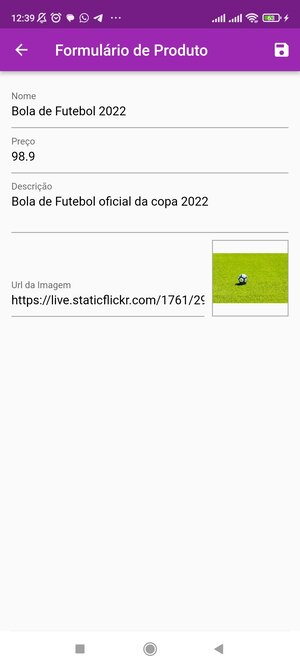 12:39
63
Formulário de Produto
Nome
Bola de Futebol 2022
Preço
98.9
Descrição
Bola de Futebol oficial da copa 2022
Url da Imagem
https://live.staticflickr.com/1761/29